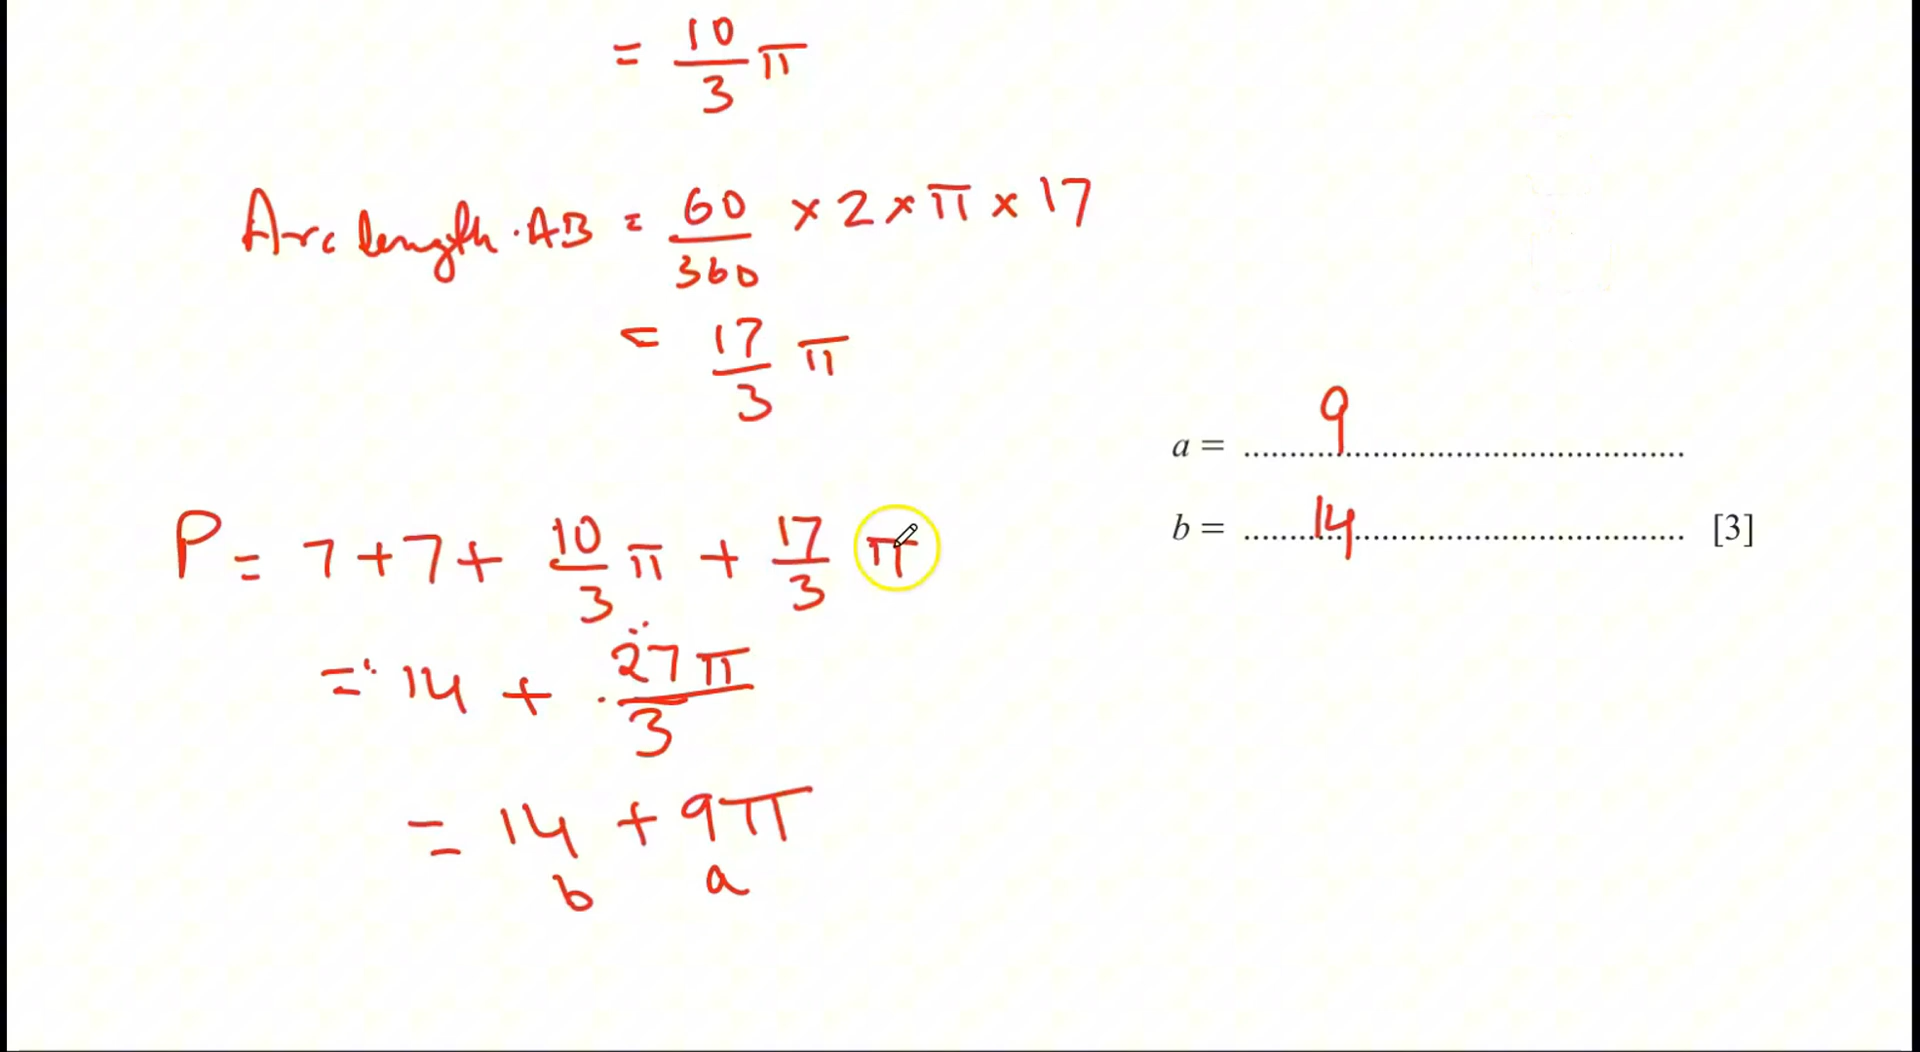 = 10/3 π
Arc length AB = 60/360 × 2 × π × 17
= 17/3 π
a = ................ 9 ................
b = ................ 14 ................ [3]
P = 7 + 7 + 10/3 π + 17/3 π
= 14 + 27π/3
= 14 + 9π
b a